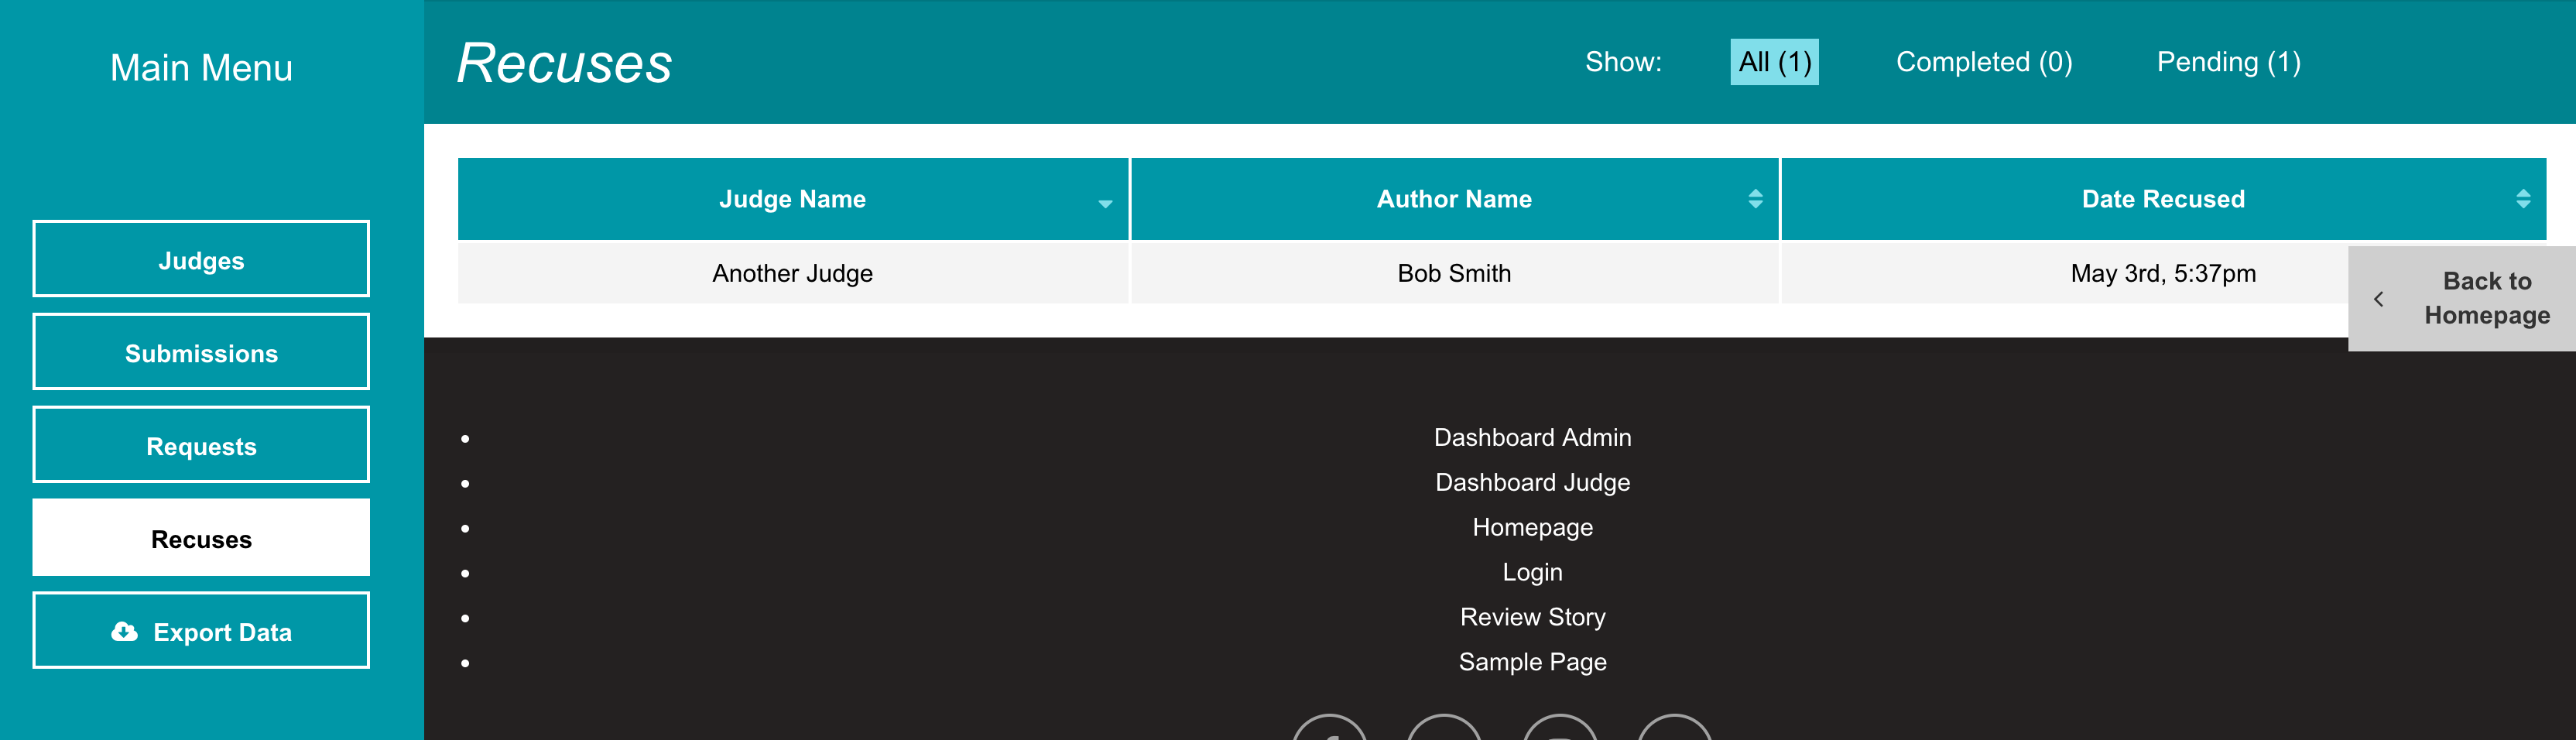 Main Menu
Recuses
Show: All (1) Completed (0) Pending (1)
Judge Name Author Name Date Recused
Another Judge Bob Smith May 3rd, 5:37pm
Back to
Homepage
Judges
Submissions
Requests
Recuses
Export Data
Dashboard Admin
Dashboard Judge
Homepage
Login
Review Story
Sample Page